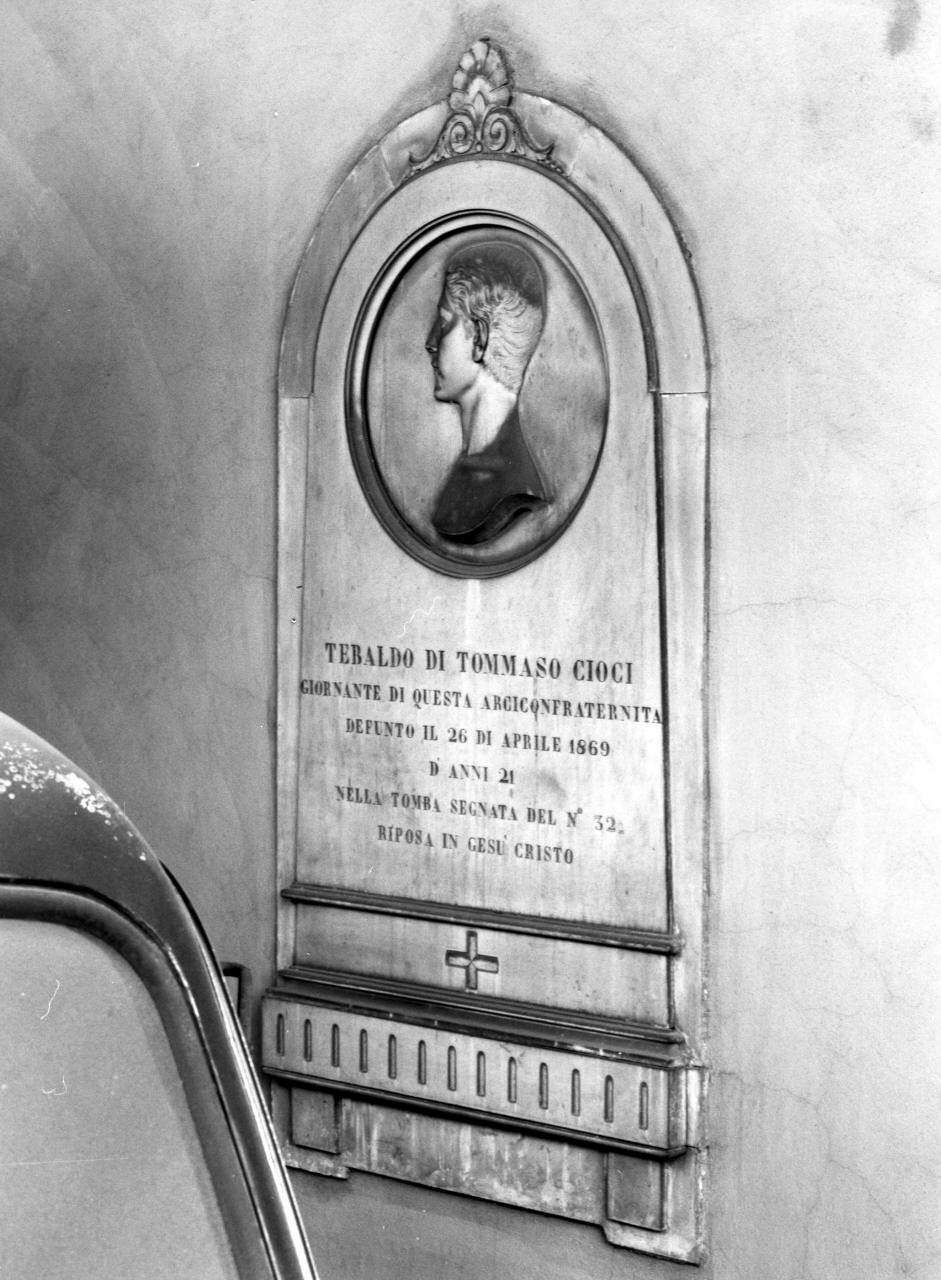 TEBALDO DI TOMMASO CIOCI
GIORNANTE DI QUESTA ARCICONFRATERNITA
DEFUNTO IL 26 DI APRILE 1869
D' ANNI 21
NELLA TOMBA SEGNATA DEL N° 32.
RIPOSA IN GESU' CRISTO